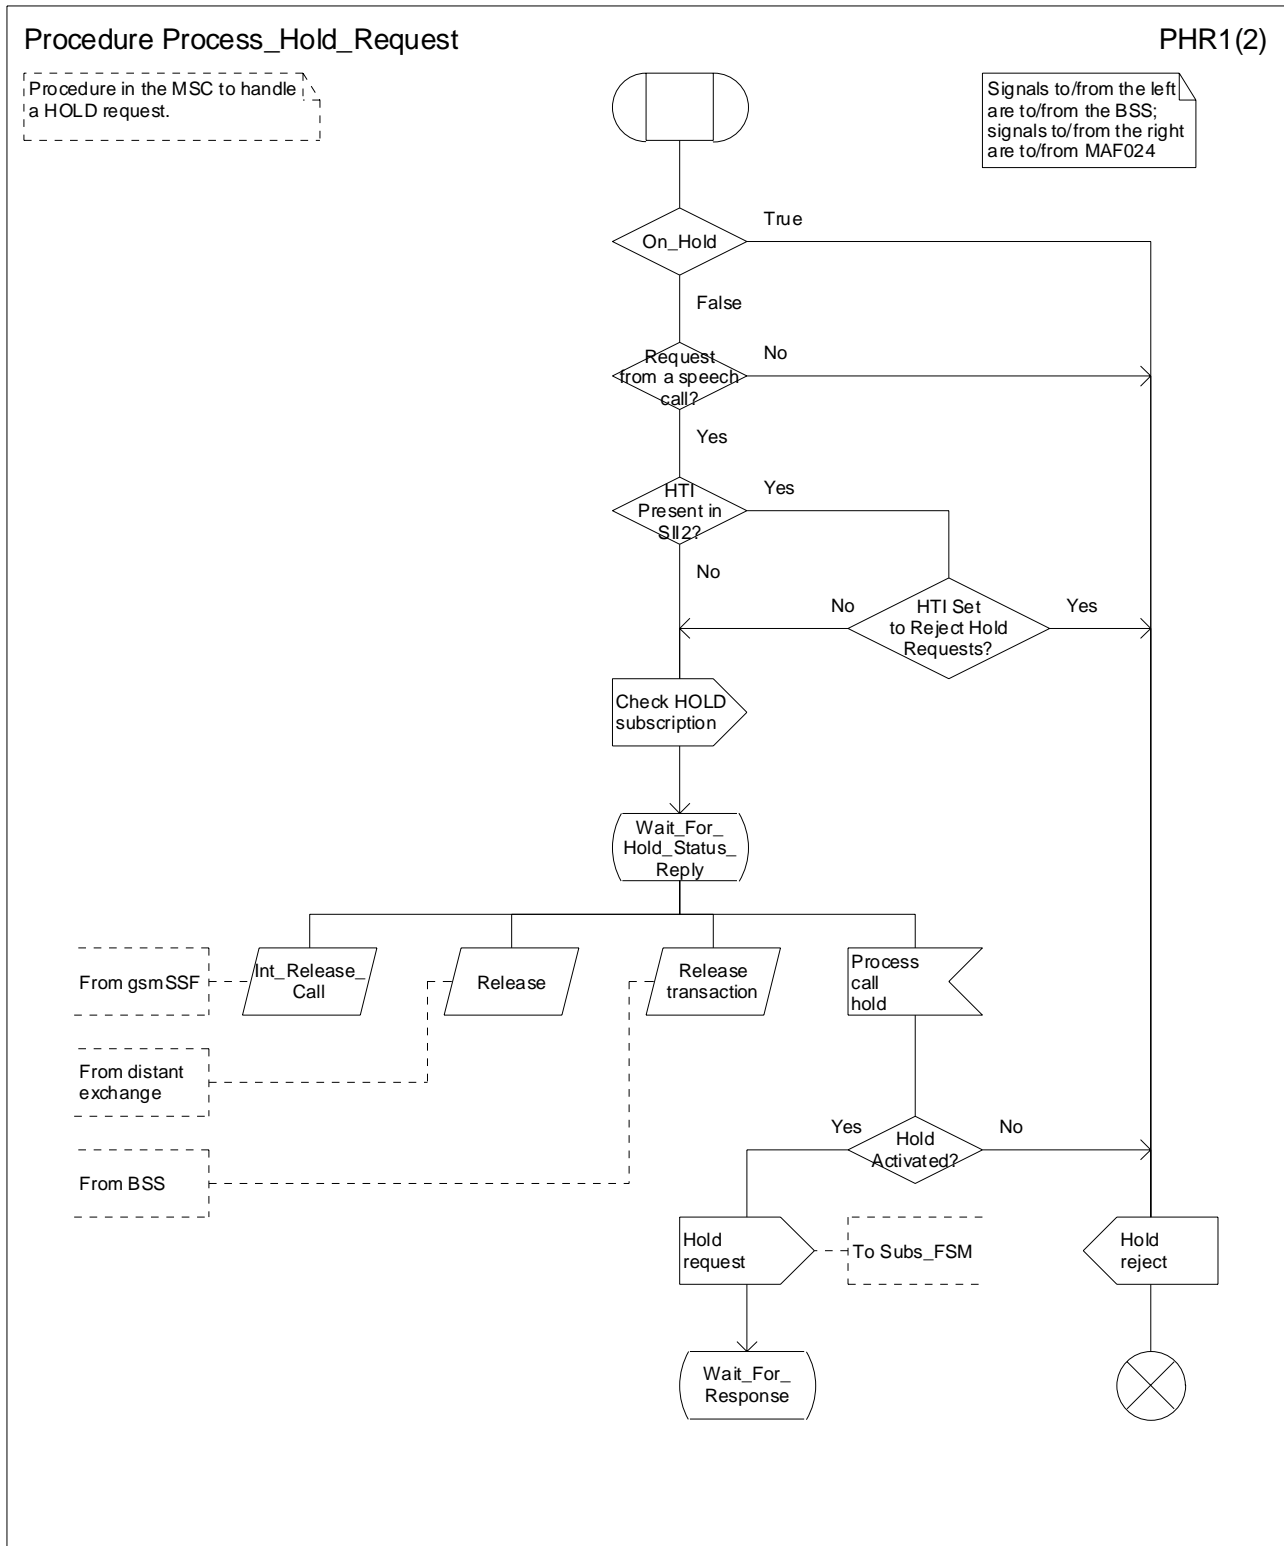 Procedure Process_Hold_Request
PHR1(2)
Procedure in the MSC to handle
a HOLD request.
Signals to/from the left
are to/from the BSS;
signals to/from the right
are to/from MAF024
True
On_Hold
False
Request
from a speech
call?
No
Yes
HTI
Present in
SII2?
Yes
No
No
HTI Set
to Reject Hold
Requests?
Yes
Check HOLD
subscription
Wait_For_
Hold_Status_
Reply
From gsmSSF
Int_Release_
Call
Release
Release
transaction
Process
call
hold
From distant
exchange
Yes
Hold
Activated?
No
From BSS
Hold
request
To Subs_FSM
Hold
reject
Wait_For_
Response